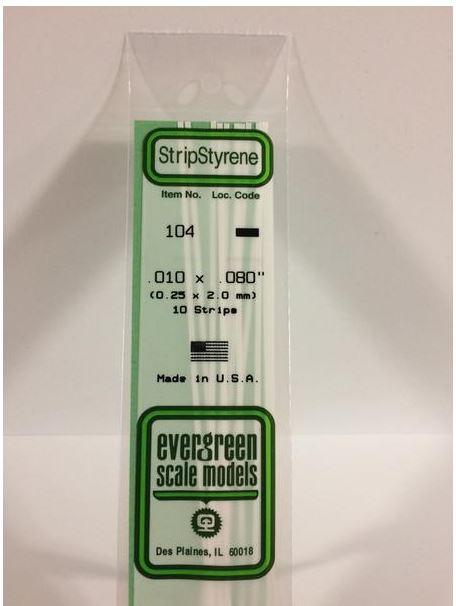 StripStyrene
Item No. Loc. Code
104
.010 x .080"
(0.25 x 2.0 mm)
10 Strips
Made in U.S.A.
evergreen
scale models
Des Plaines, IL 60018